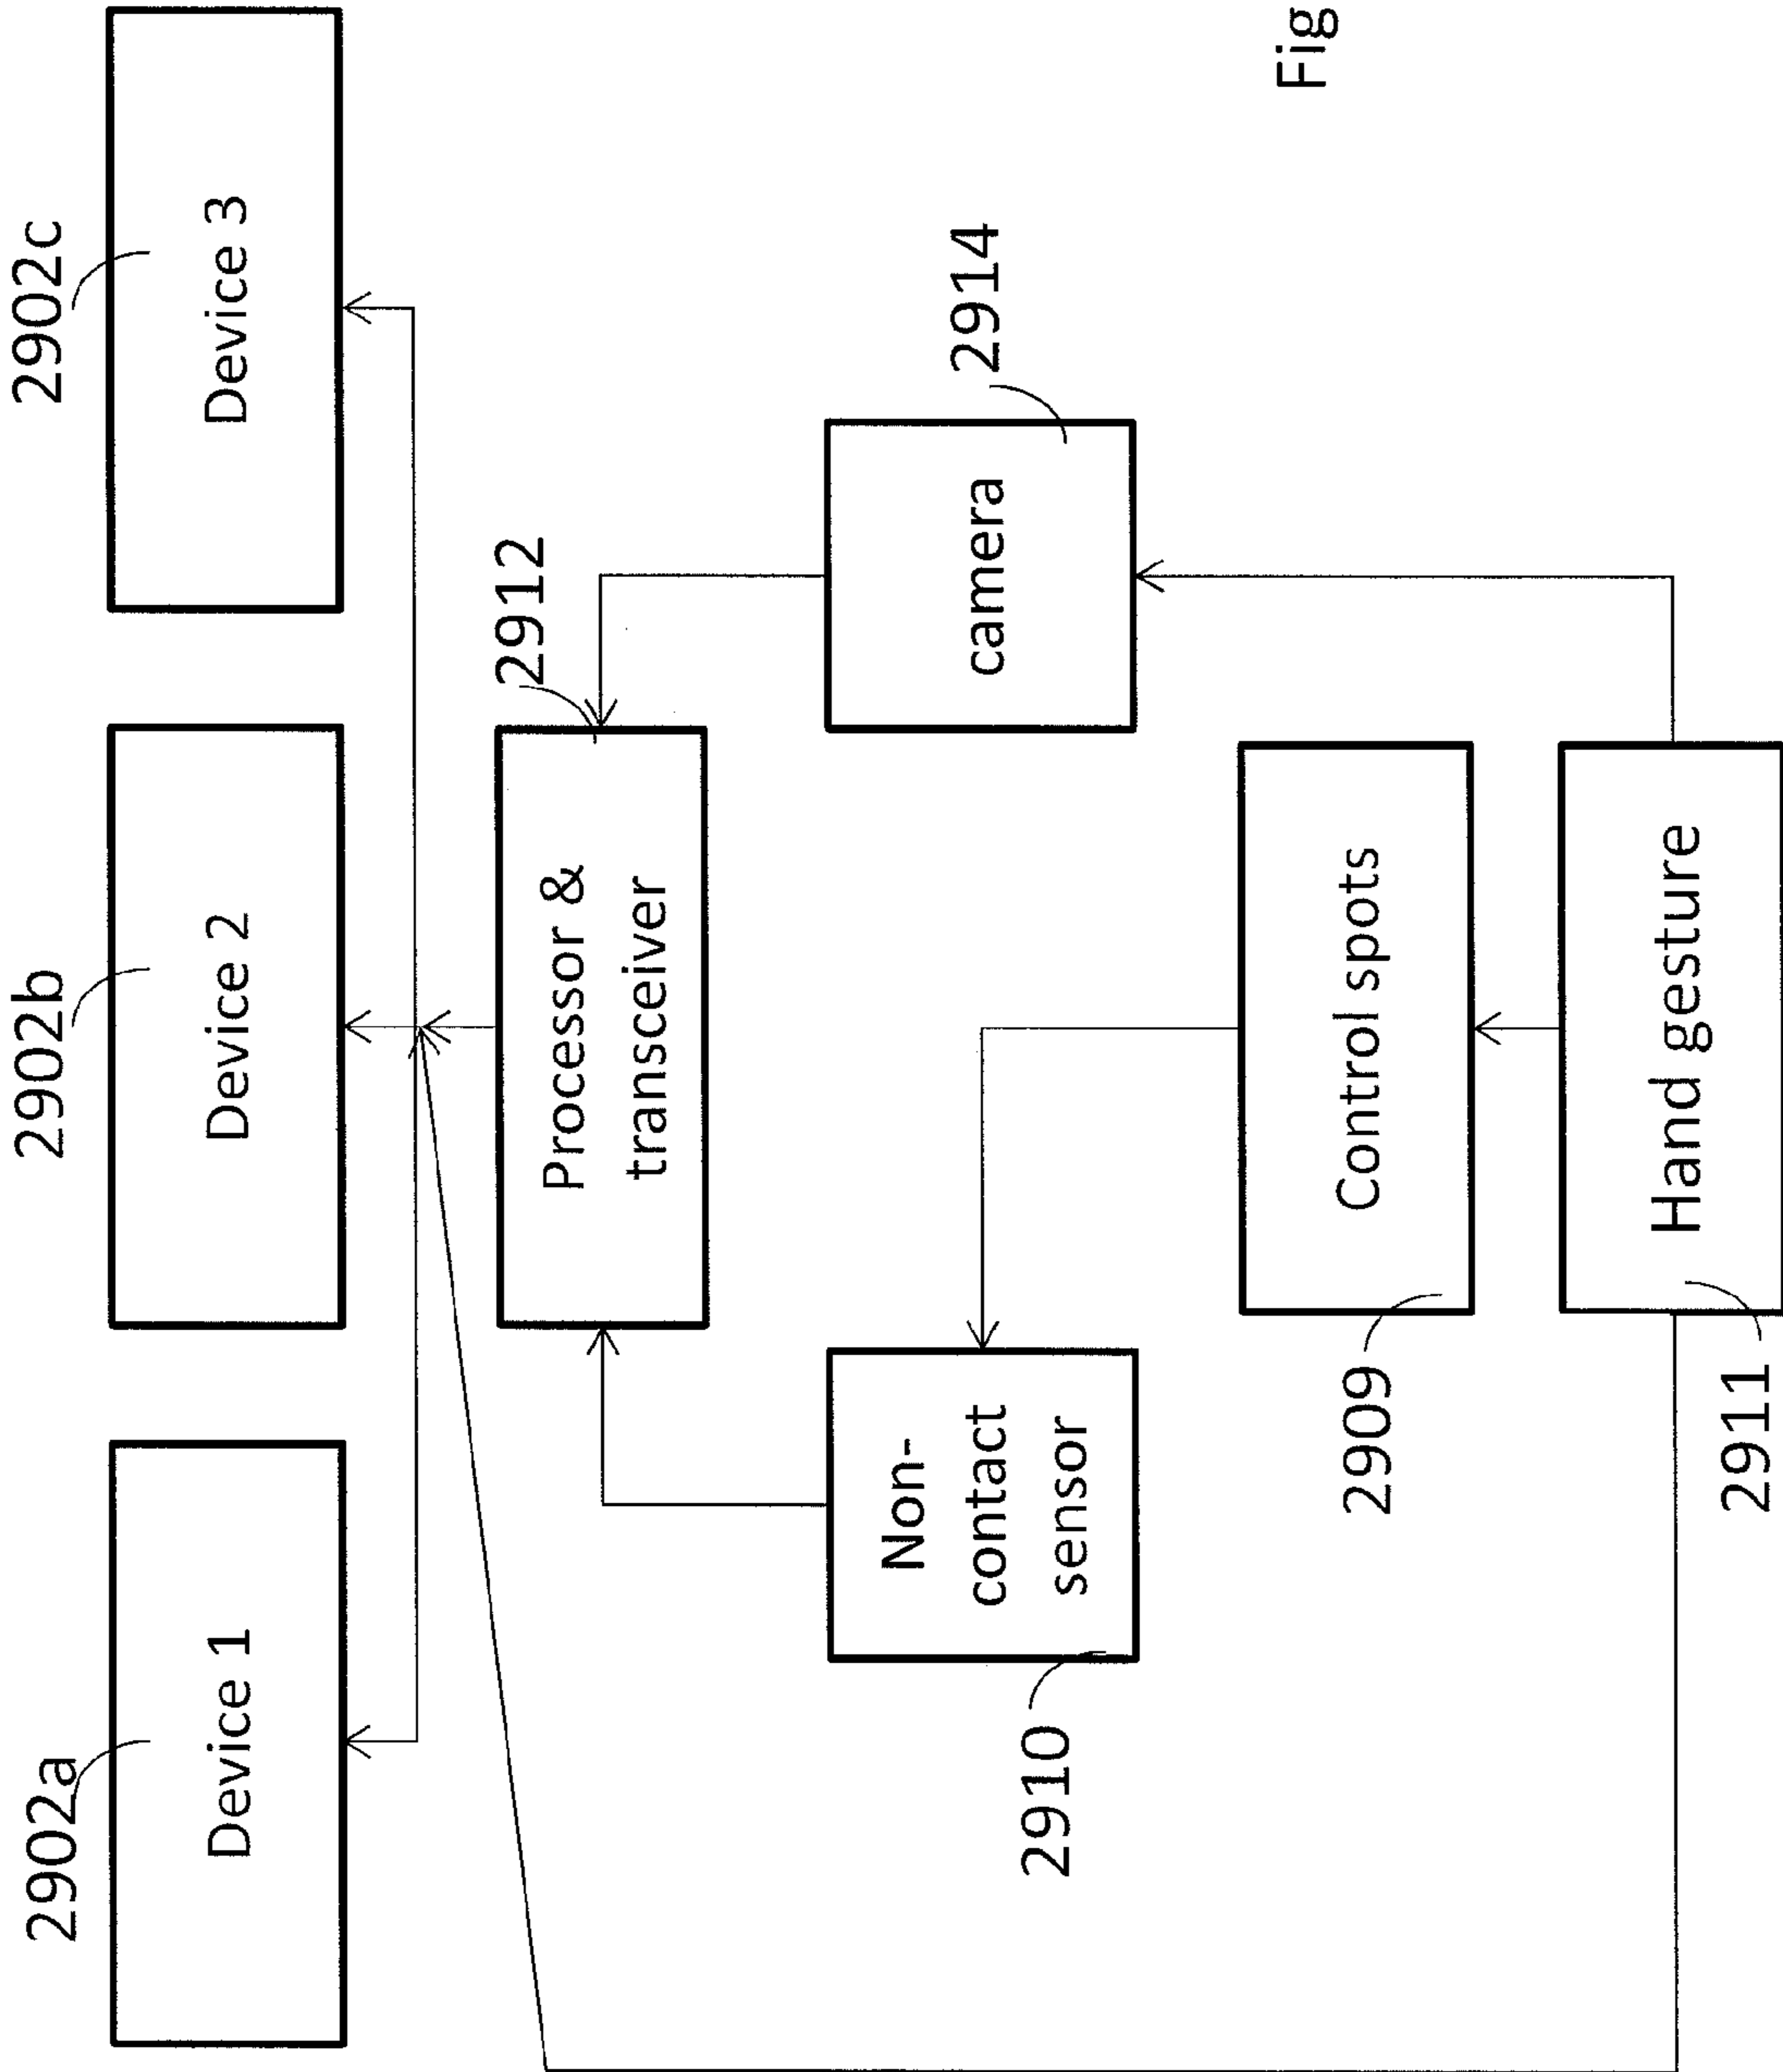 2902a
2902b
2902c
Device 1
Device 2
Device 3
2912
Processor &
transceiver
Non-
contact
sensor
2910
camera
2914
Control spots
2909
Hand gesture
2911
Fig